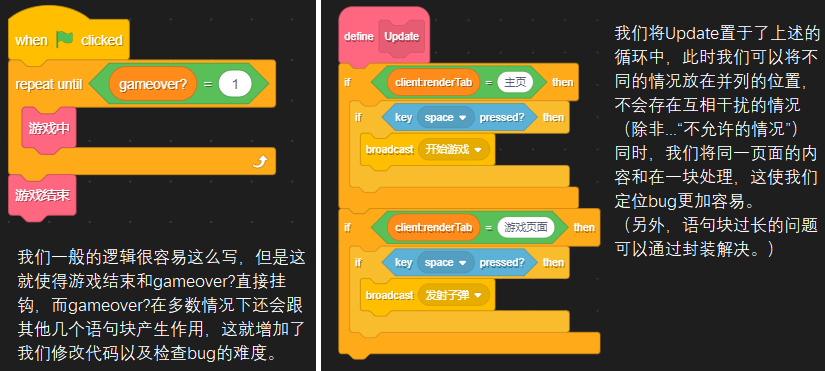 when clicked
repeat until gameover? = 1
游戏中
游戏结束
我们一般的逻辑很容易这么写，但是这
就使得游戏结束和gameover?直接挂
钩，而gameover?在多数情况下还会跟
其他几个语句块产生作用，这就增加了
我们修改代码以及检查bug的难度。
define Update
if client:renderTab = 主页 then
if key space pressed? then
broadcast 开始游戏
if client:renderTab = 游戏页面 then
if key space pressed? then
broadcast 发射子弹
我们将Update置于了上述的
循环中，此时我们可以将不
同的情况放在并列的位置，
不会存在互相干扰的情况
（除非...“不允许的情况”）
同时，我们将同一页面的内
容和在一块处理，这使我们
定位bug更加容易。
（另外，语句块过长的问题
可以通过封装解决。）